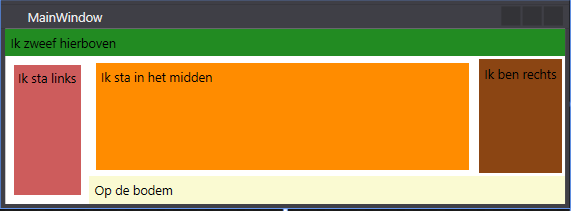 MainWindow
Ik zweef hierboven
Ik sta links
Ik sta in het midden
Ik ben rechts
Op de bodem